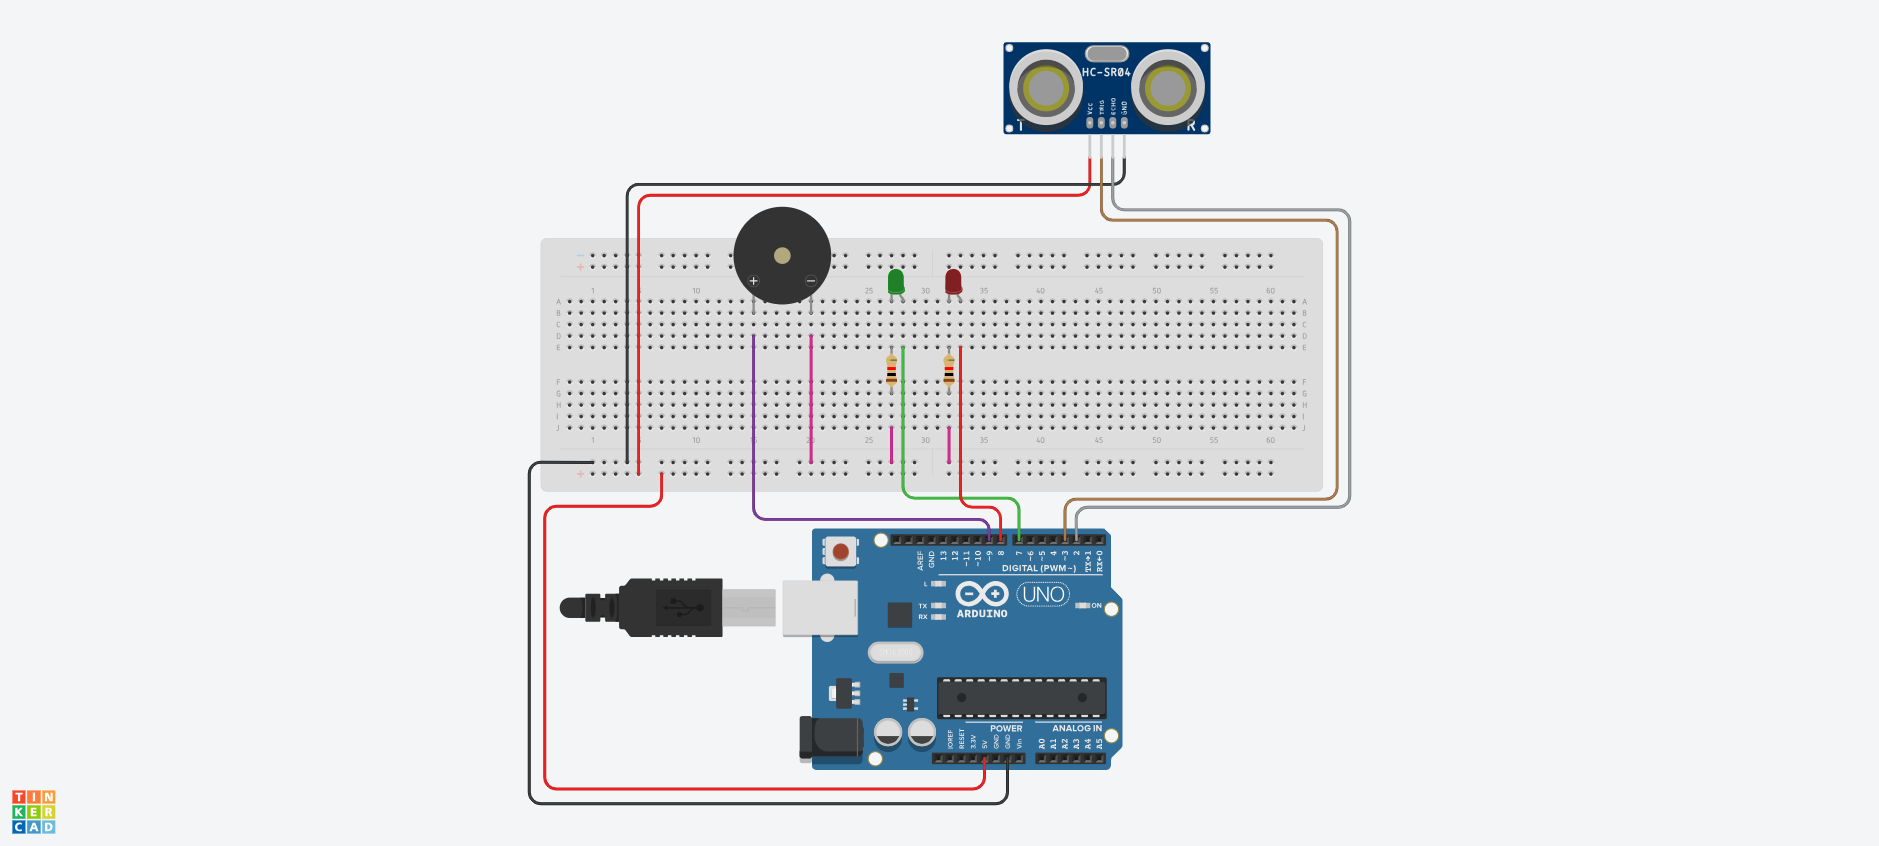 HC-SR04
VCC
TRIG
ECHO
GND
T R
− +
+ −
1 10 25 30 35 40 45 50 55 60
A A
B B
C C
D D
E E
F F
G G
H H
I I
J J
1 10 15 20 25 30 35 40 45 50 55 60
+
AREF
GND
13
12
~11
~10
~9
8
7
~6
~5
4
~3
2
TX→1
RX←0
DIGITAL (PWM~)
L
TX
RX
ARDUINO
UNO
ON
POWER
ANALOG IN
IOREF
RESET
3.3V
5V
GND
GND
Vin
A0
A1
A2
A3
A4
A5
TIN
KER
CAD